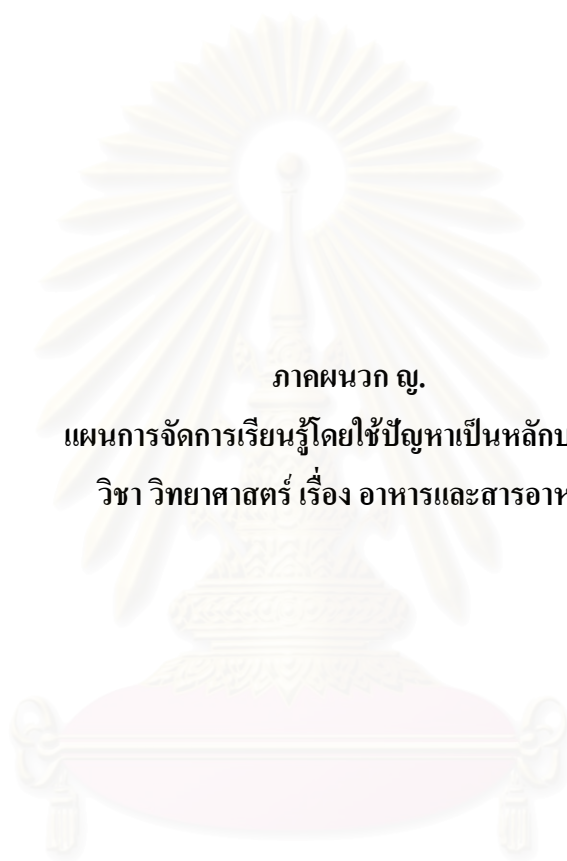 ภาคผนวก ญ.
แผนการจัดการเรียนรู้โดยใช้ปัญหาเป็นหลัก
วิชา วิทยาศาสตร์ เรื่อง อาหารและสารอา